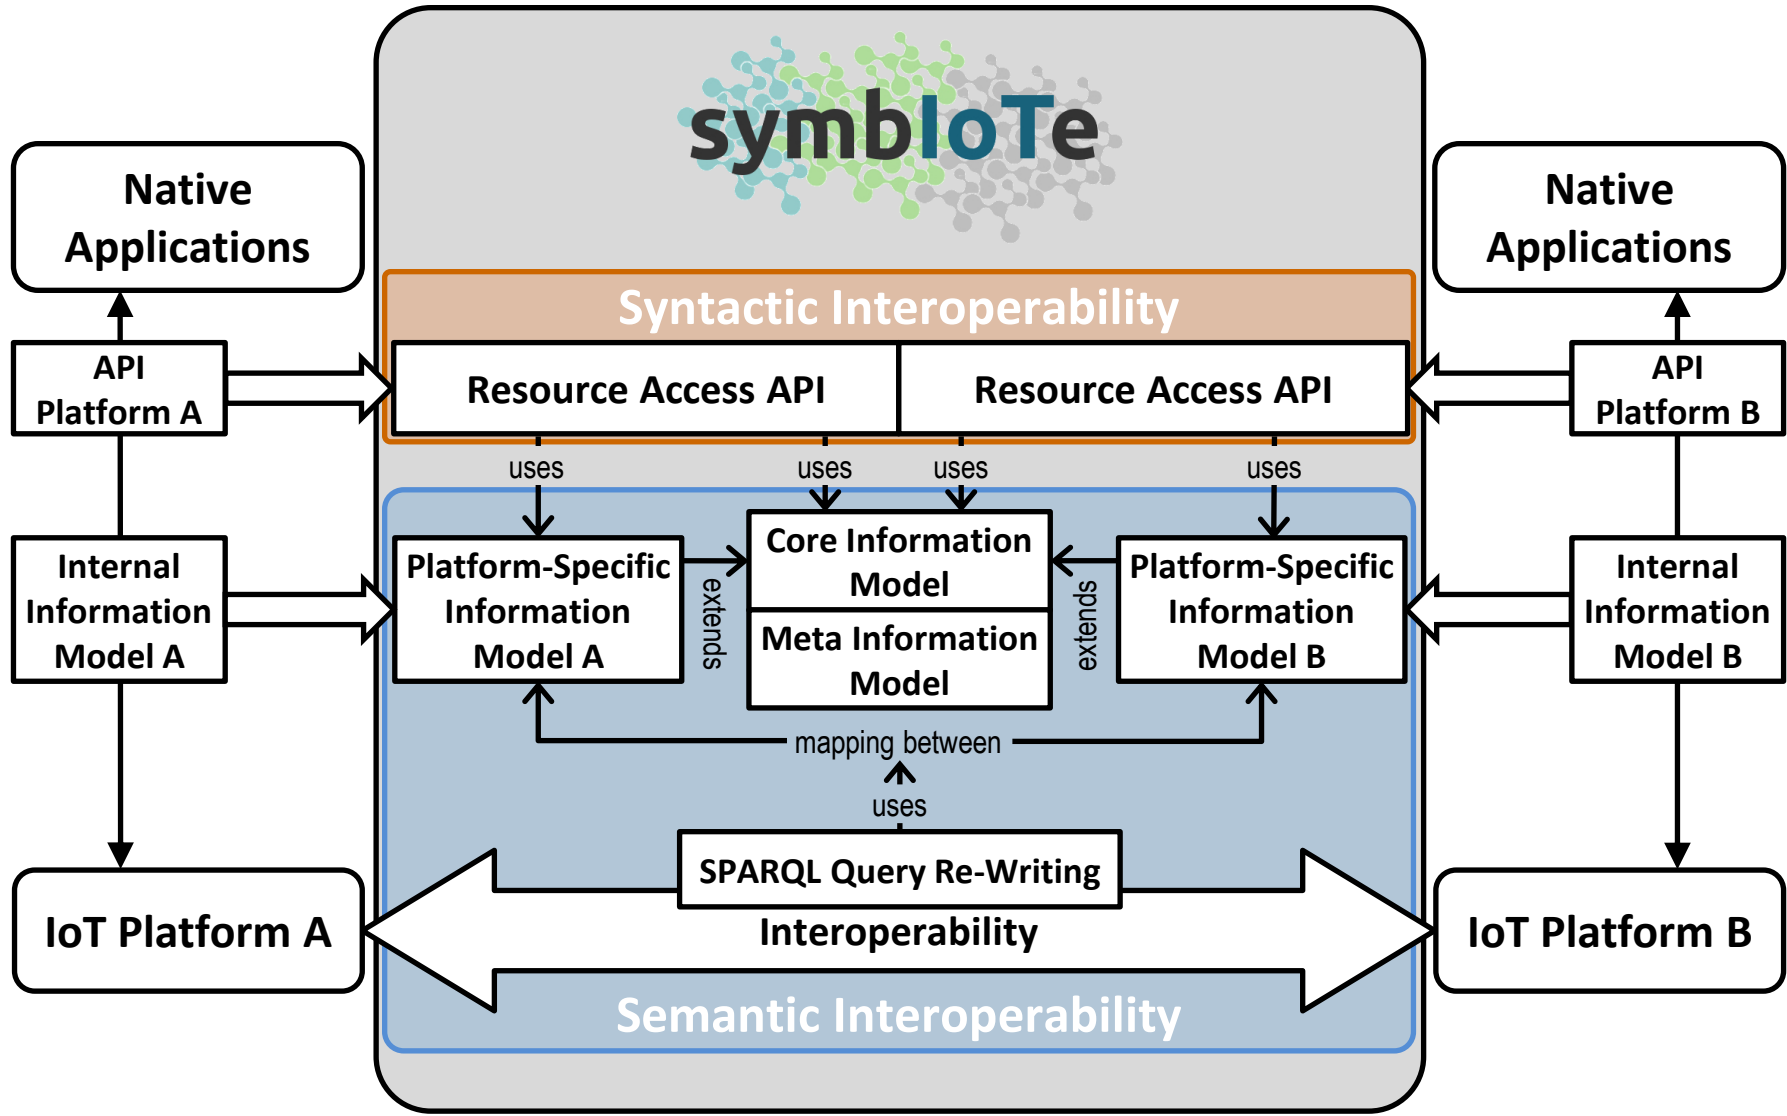 symbIoTe
Native
Applications
Native
Applications
Syntactic Interoperability
API
Platform A
Resource Access API
Resource Access API
API
Platform B
uses
uses
uses
uses
Internal
Information
Model A
Platform-Specific
Information
Model A
extends
Core Information
Model
Meta Information
Model
extends
Platform-Specific
Information
Model B
Internal
Information
Model B
mapping between
uses
SPARQL Query Re-Writing
IoT Platform A
Interoperability
IoT Platform B
Semantic Interoperability